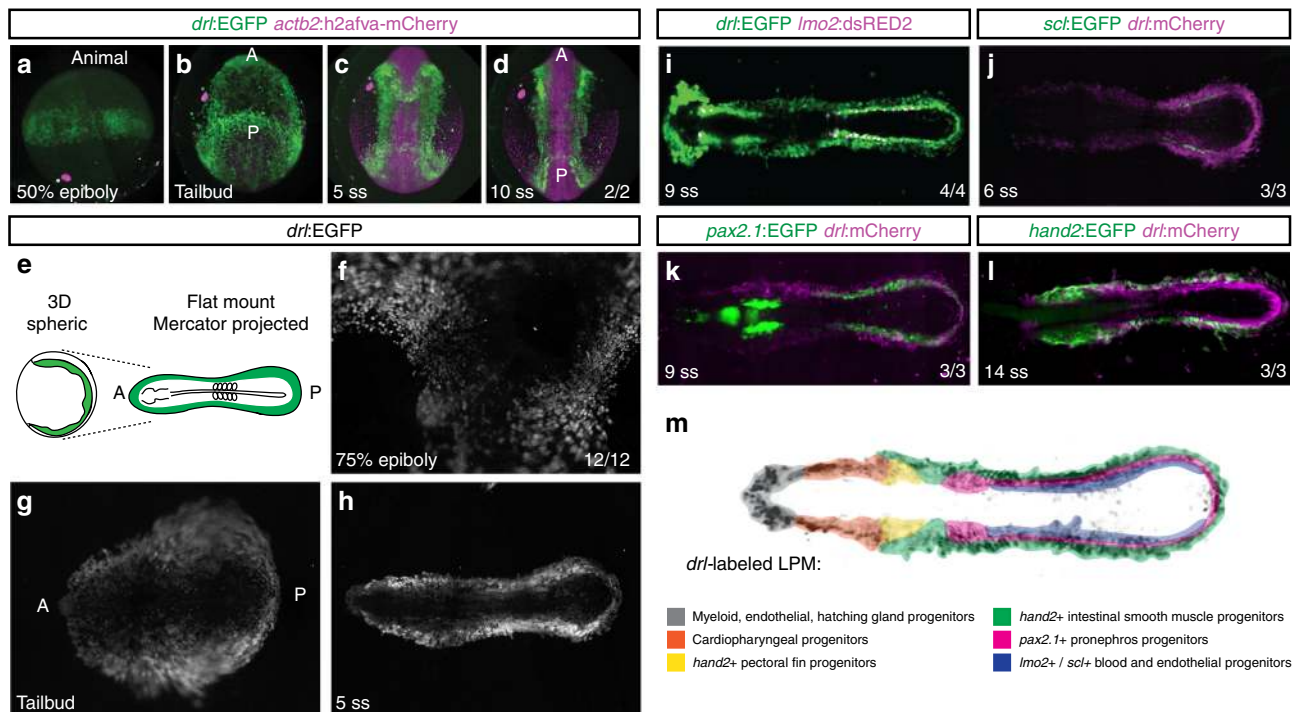 drl:EGFP actb2:h2afva-mCherry
a
Animal
50% epiboly
b
A
P
Tailbud
c
5 ss
d
A
P
10 ss
2/2
drl:EGFP
e
3D
spheric
Flat mount
Mercator projected
A
P
f
75% epiboly
12/12
g
A
P
Tailbud
h
5 ss
drl:EGFP lmo2:dsRED2
i
9 ss
4/4
scl:EGFP drl:mCherry
j
6 ss
3/3
pax2.1:EGFP drl:mCherry
k
9 ss
3/3
hand2:EGFP drl:mCherry
l
14 ss
3/3
m
drl-labeled LPM:
Myeloid, endothelial, hatching gland progenitors
Cardiopharyngeal progenitors
hand2+ pectoral fin progenitors
hand2+ intestinal smooth muscle progenitors
pax2.1+ pronephros progenitors
lmo2+ / scl+ blood and endothelial progenitors